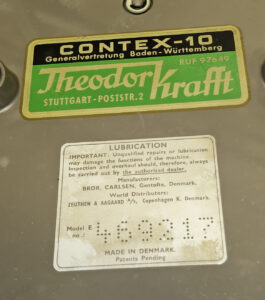 CONTEX-10
Generalvertretung Baden-Württemberg
RUF 97649
Theodor Krafft
STUTTGART-POSTSTR.2
LUBRICATION
IMPORTANT: Unqualified repairs or lubrication
may damage the functions of the machine.
Inspection and overhaul should, therefore, always
be carried out by the authorized dealer.
Manufacturers:
BROR. CARLSEN, Gentofte, Denmark.
World Distributors:
ZEUTHEN & AAGAARD A/S, Copenhagen K. Denmark.
Model E
no.: 469317
MADE IN DENMARK
Patents Pending